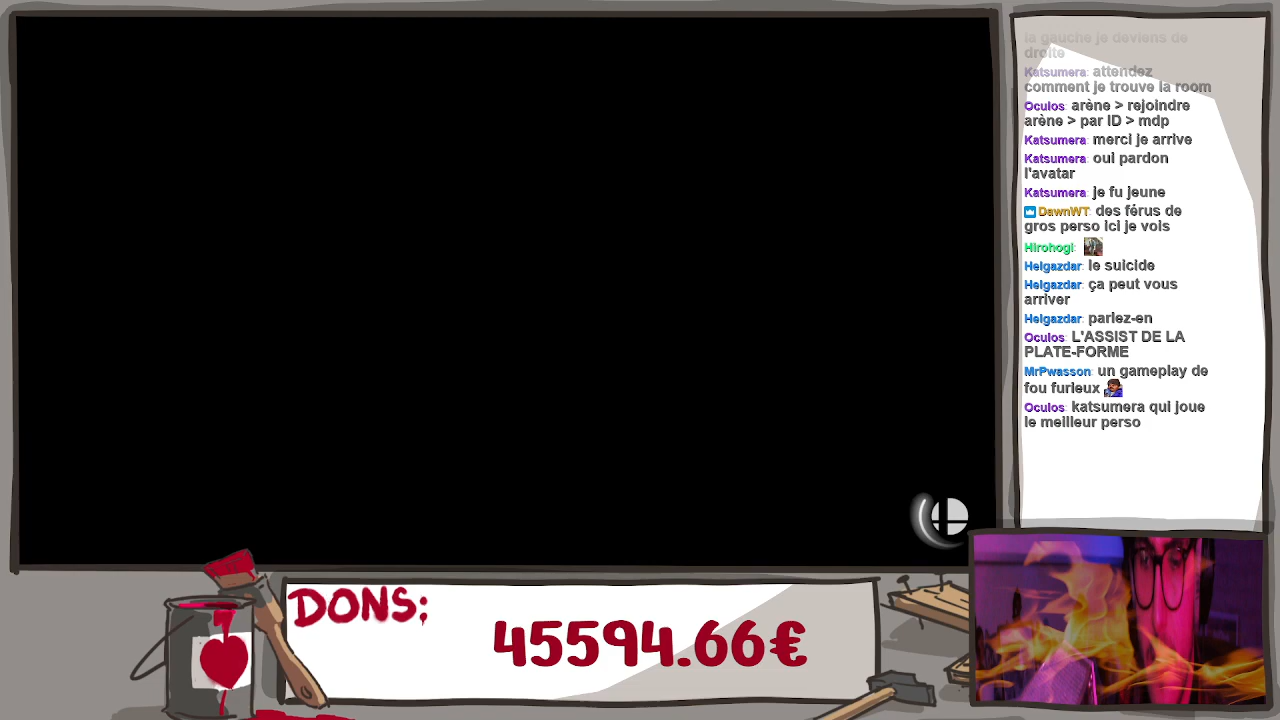 la gauche je deviens de
droite
Katsumera: attendez
comment je trouve la room
Oculos: arène > rejoindre
arène > par ID > mdp
Katsumera: merci je arrive
Katsumera: oui pardon
l'avatar
Katsumera: je fu jeune
DawnWT: des férus de
gros perso ici je vois
Hirohogi:
Helgazdar: le suicide
Helgazdar: ça peut vous
arriver
Helgazdar: parlez-en
Oculos: L'ASSIST DE LA
PLATE-FORME
MrPwasson: un gameplay de
fou furieux
Oculos: katsumera qui joue
le meilleur perso
DONS:
45594.66€